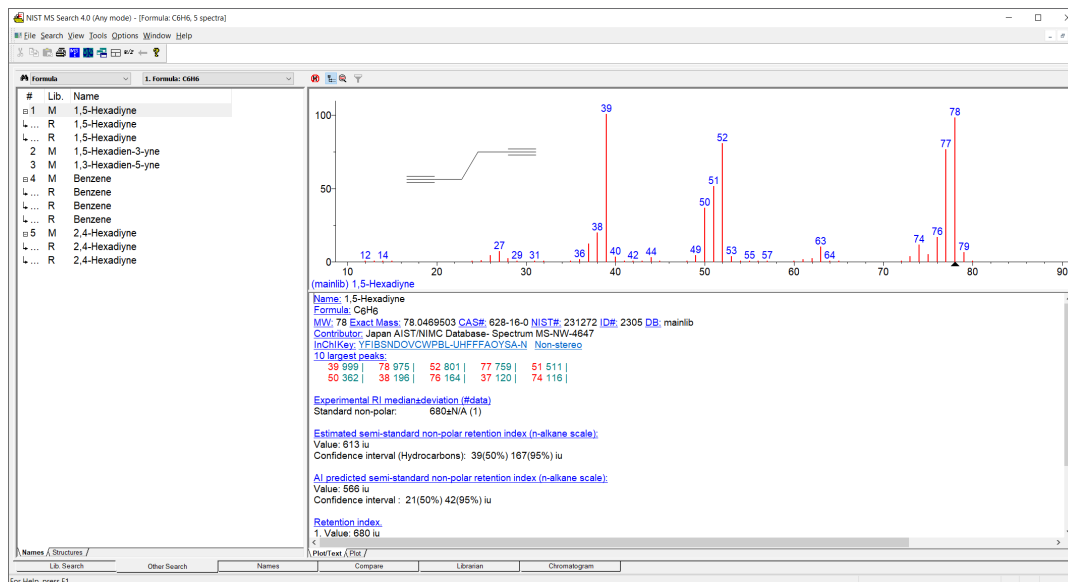 NIST MS Search 4.0 (Any mode) - [Formula: C6H6, 5 spectra]
File Search View Tools Options Window Help
Formula 1. Formula: C6H6
# Lib. Name
1 M 1,5-Hexadiyne
... R 1,5-Hexadiyne
... R 1,5-Hexadiyne
2 M 1,5-Hexadien-3-yne
3 M 1,3-Hexadien-5-yne
4 M Benzene
... R Benzene
... R Benzene
... R Benzene
5 M 2,4-Hexadiyne
... R 2,4-Hexadiyne
... R 2,4-Hexadiyne
100
50
0
39
78
52
77
51
50
38
27
12 14 29 31 36 40 42 44 49 53 55 57 63 64 74 76 79
10 20 30 40 50 60 70 80 90
(mainlib) 1,5-Hexadiyne
Name: 1,5-Hexadiyne
Formula: C6H6
MW: 78 Exact Mass: 78.0469503 CAS#: 628-16-0 NIST#: 231272 ID#: 2305 DB: mainlib
Contributor: Japan AIST/NIMC Database- Spectrum MS-NW-4647
InChIKey: YFIBSNDOVCWPBL-UHFFFAOYSA-N Non-stereo
10 largest peaks:
39 999 | 78 975 | 52 801 | 77 759 | 51 511 |
50 362 | 38 196 | 76 164 | 37 120 | 74 116 |
Experimental RI median±deviation (#data)
Standard non-polar: 680±N/A (1)
Estimated semi-standard non-polar retention index (n-alkane scale):
Value: 613 iu
Confidence interval (Hydrocarbons): 39(50%) 167(95%) iu
AI predicted semi-standard non-polar retention index (n-alkane scale):
Value: 566 iu
Confidence interval : 21(50%) 42(95%) iu
Retention index.
1. Value: 680 iu
Names Structures
Plot/Text Plot
Lib. Search Other Search Names Compare Librarian Chromatogram
For Help, press F1